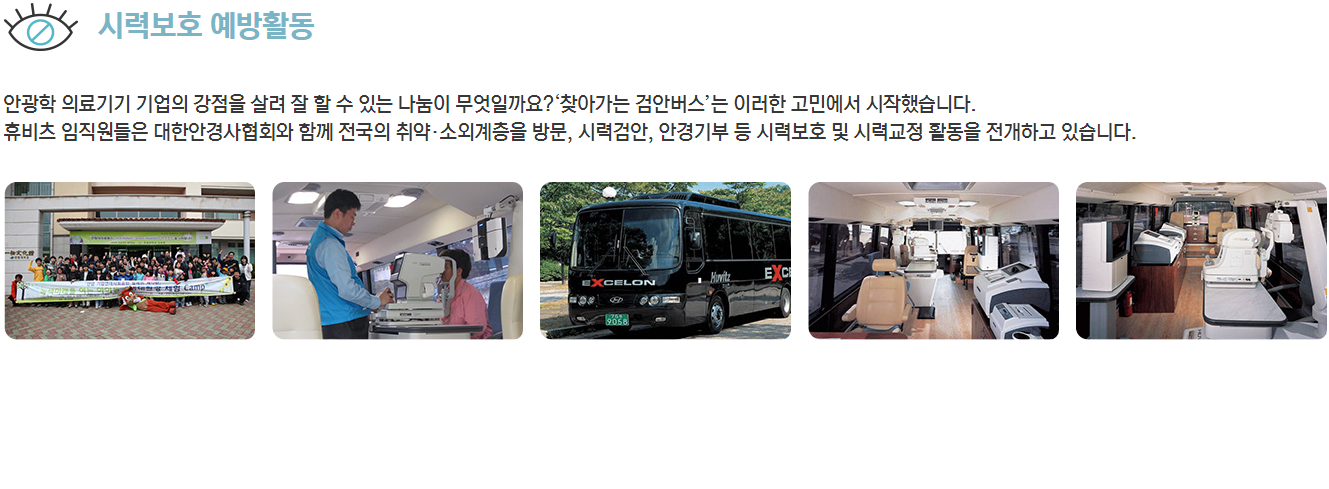 시력보호 예방활동
안광학 의료기기 기업의 강점을 살려 잘 할 수 있는 나눔이 무엇일까요?‘찾아가는 검안버스’는 이러한 고민에서 시작했습니다.
휴비츠 임직원들은 대한안경사협회와 함께 전국의 취약·소외계층을 방문, 시력검안, 안경기부 등 시력보호 및 시력교정 활동을 전개하고 있습니다.
Camp
EXCELON
Huvitz
EXCEL
9058